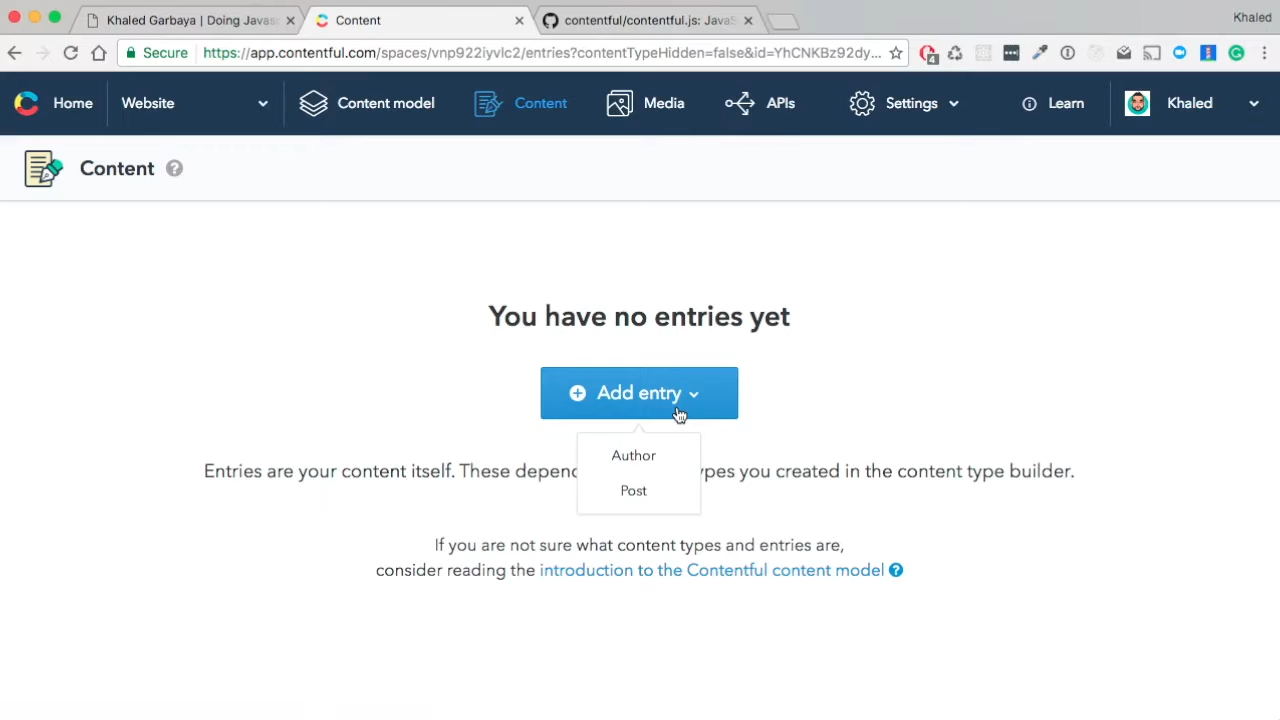 Khaled Garbaya | Doing Javasc
Content
contentful/contentful.js: JavaS
Khaled
Secure
https://app.contentful.com/spaces/vnp922iyvlc2/entries?contentTypeHidden=false&id=YhCNKBz92dy...
4
Home
Website
Content model
Content
Media
APIs
Settings
Learn
Khaled
Content ?
You have no entries yet
Add entry
Author
Post
Entries are your content itself. These depend ypes you created in the content type builder.
If you are not sure what content types and entries are,
consider reading the introduction to the Contentful content model ?